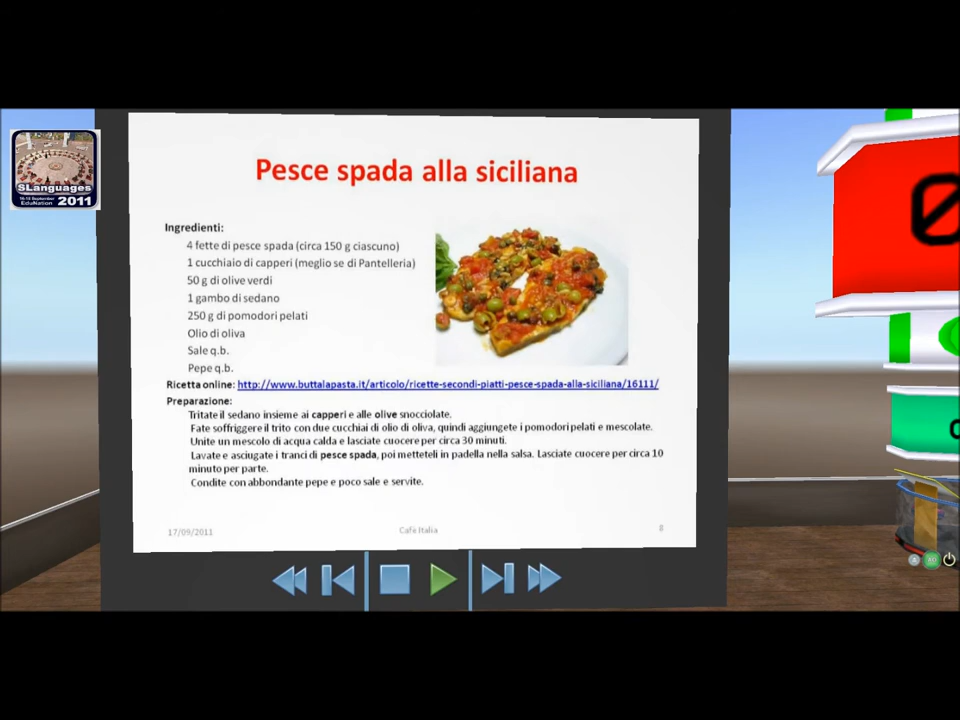 SLanguages
16-18 September
EduNation 2011
Pesce spada alla siciliana
Ingredienti:
4 fette di pesce spada (circa 150 g ciascuno)
1 cucchiaio di capperi (meglio se di Pantelleria)
50 g di olive verdi
1 gambo di sedano
250 g di pomodori pelati
Olio di oliva
Sale q.b.
Pepe q.b.
Ricetta online: http://www.buttalapasta.it/articolo/ricette-secondi-piatti-pesce-spada-alla-siciliana/16111/
Preparazione:
Tritate il sedano insieme ai capperi e alle olive snocciolate.
Fate soffriggere il trito con due cucchiai di olio di oliva, quindi aggiungete i pomodori pelati e mescolate.
Unite un mescolo di acqua calda e lasciate cuocere per circa 30 minuti.
Lavate e asciugate i tranci di pesce spada, poi metteteli in padella nella salsa. Lasciate cuocere per circa 10
minuto per parte.
Condite con abbondante pepe e poco sale e servite.
17/09/2011 Cafè Italia 8